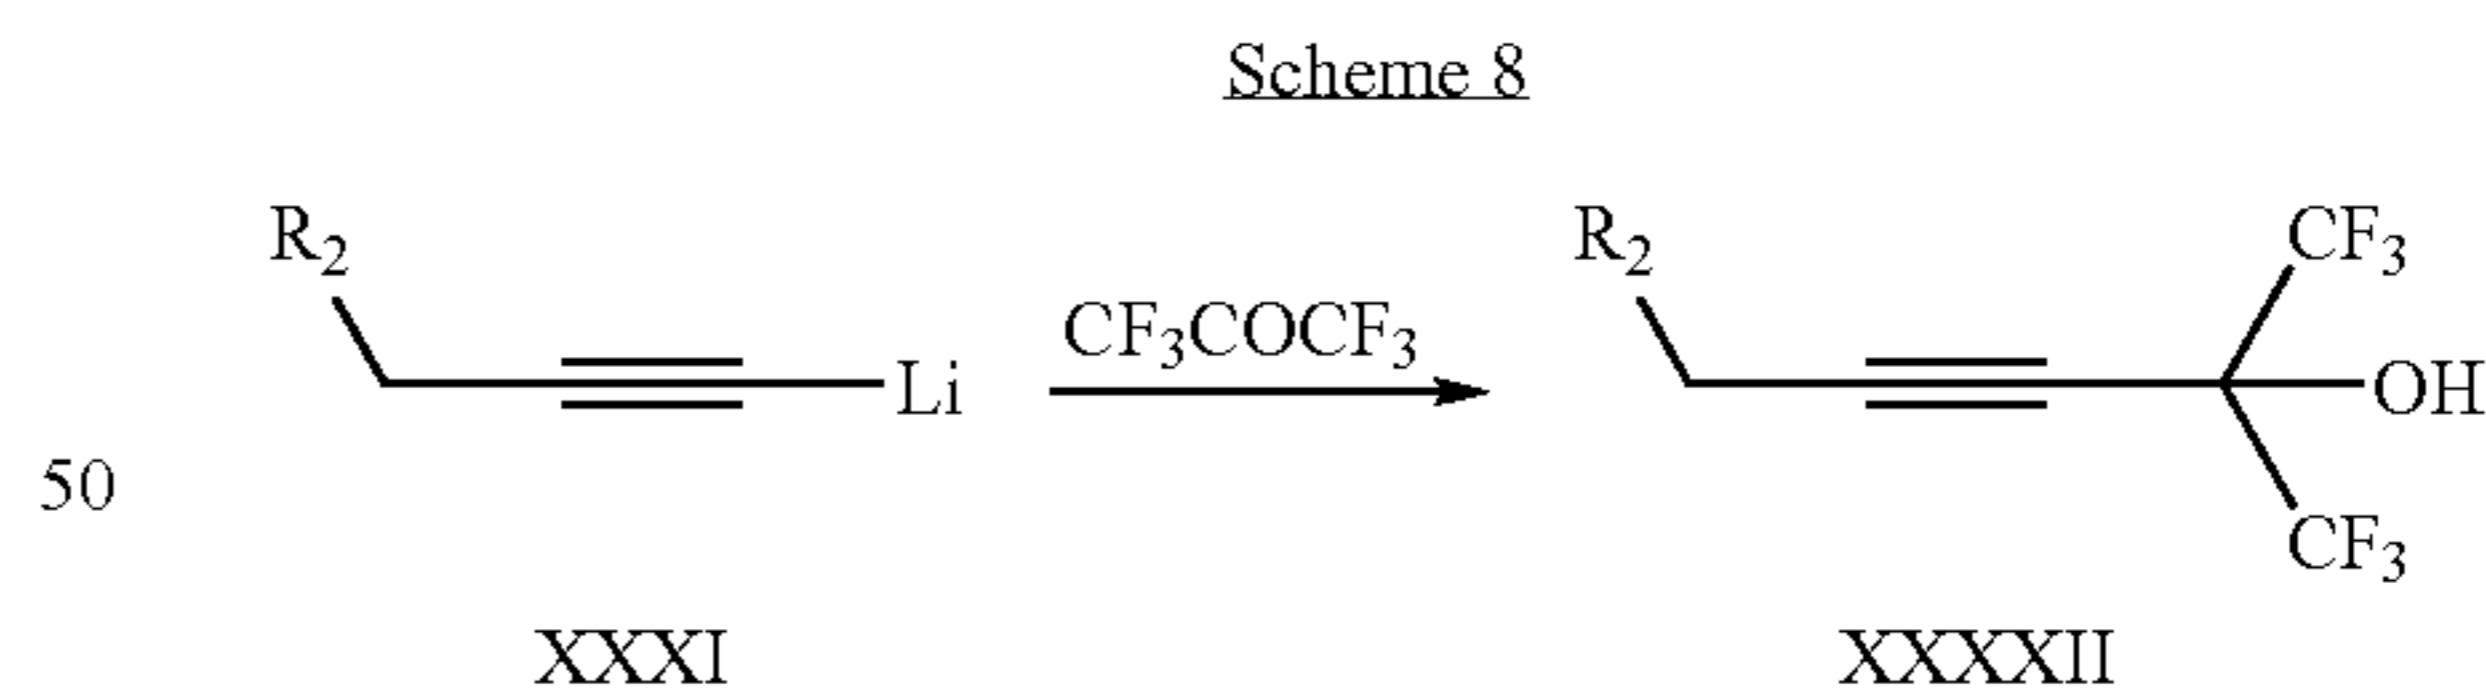 Scheme 8
R₂ Li CF₃COCF₃ R₂ CF₃ OH CF₃
50
XXXI XXXXII